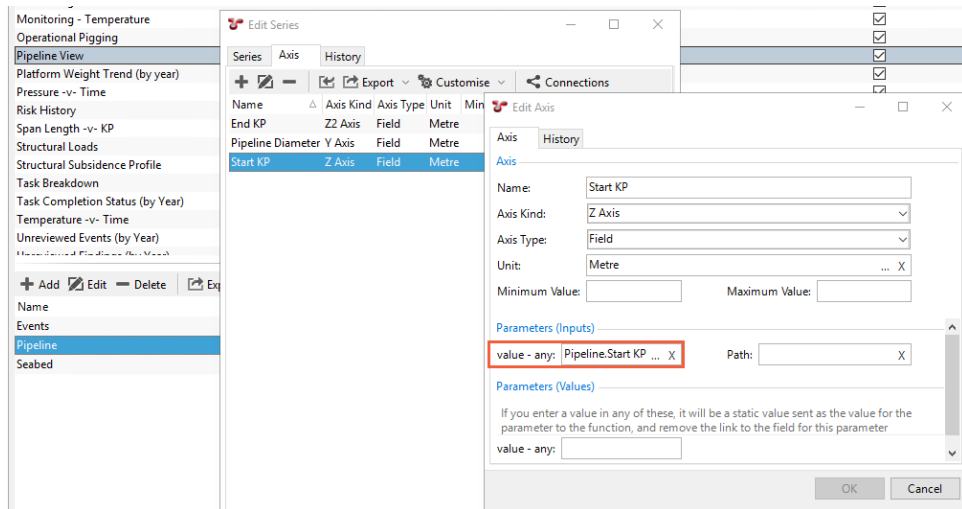 Monitoring - Temperature
Operational Pigging
Pipeline View
Platform Weight Trend (by year)
Pressure -v- Time
Risk History
Span Length -v- KP
Structural Loads
Structural Subsidence Profile
Task Breakdown
Task Completion Status (by Year)
Temperature -v- Time
Unreviewed Events (by Year)
Unreviewed Findings (by Year)
Add Edit Delete
Name
Events
Pipeline
Seabed
Edit Series
Series Axis History
Export Customise Connections
Name Axis Kind Axis Type Unit Min
End KP Z2 Axis Field Metre
Pipeline Diameter Y Axis Field Metre
Start KP Z Axis Field Metre
Edit Axis
Axis History
Axis
Name: Start KP
Axis Kind: Z Axis
Axis Type: Field
Unit: Metre ... X
Minimum Value: Maximum Value:
Parameters (Inputs)
value - any: Pipeline.Start KP ... X Path: X
Parameters (Values)
If you enter a value in any of these, it will be a static value sent as the value for the
parameter to the function, and remove the link to the field for this parameter
value - any:
OK Cancel